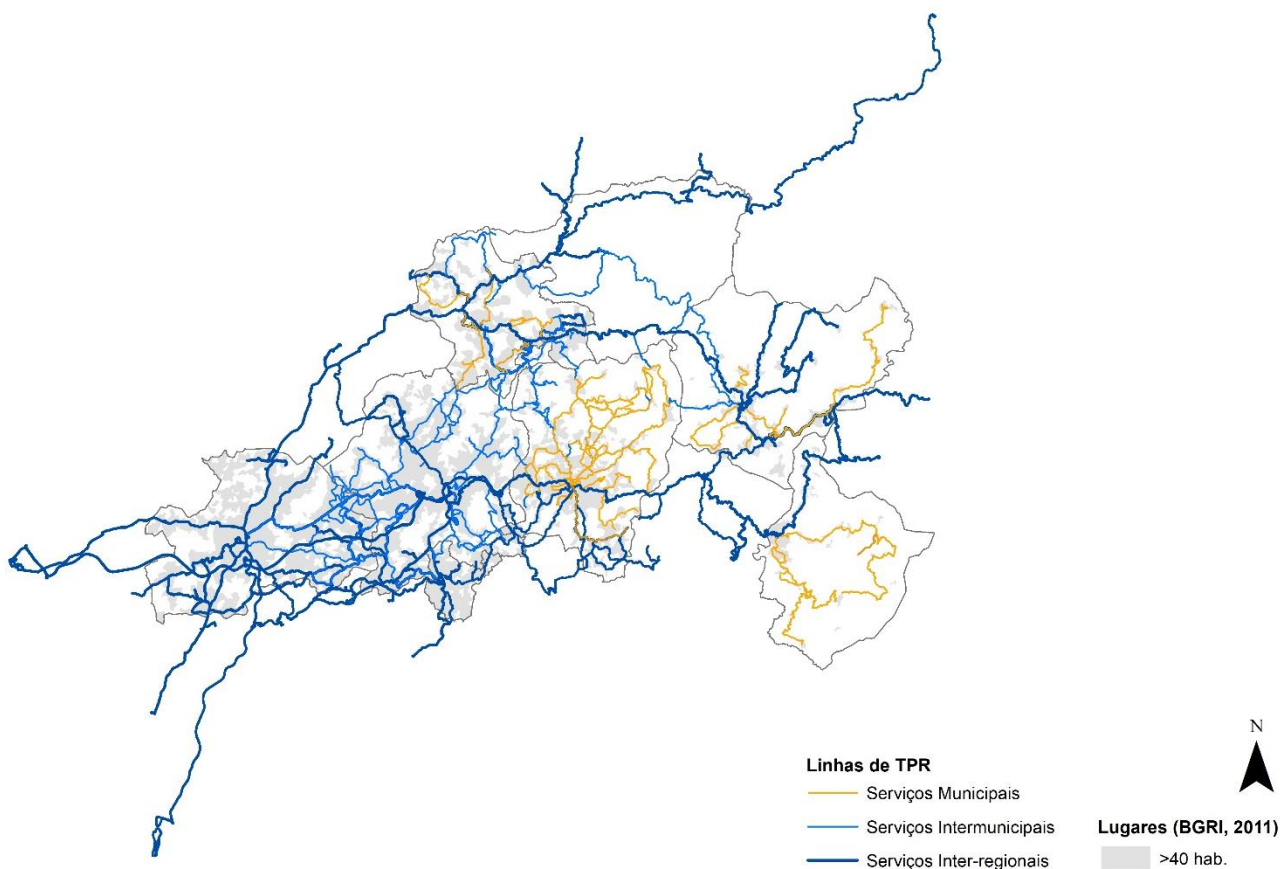 N
Linhas de TPR
Serviços Municipais
Serviços Intermunicipais
Serviços Inter-regionais
Lugares (BGRI, 2011)
>40 hab.